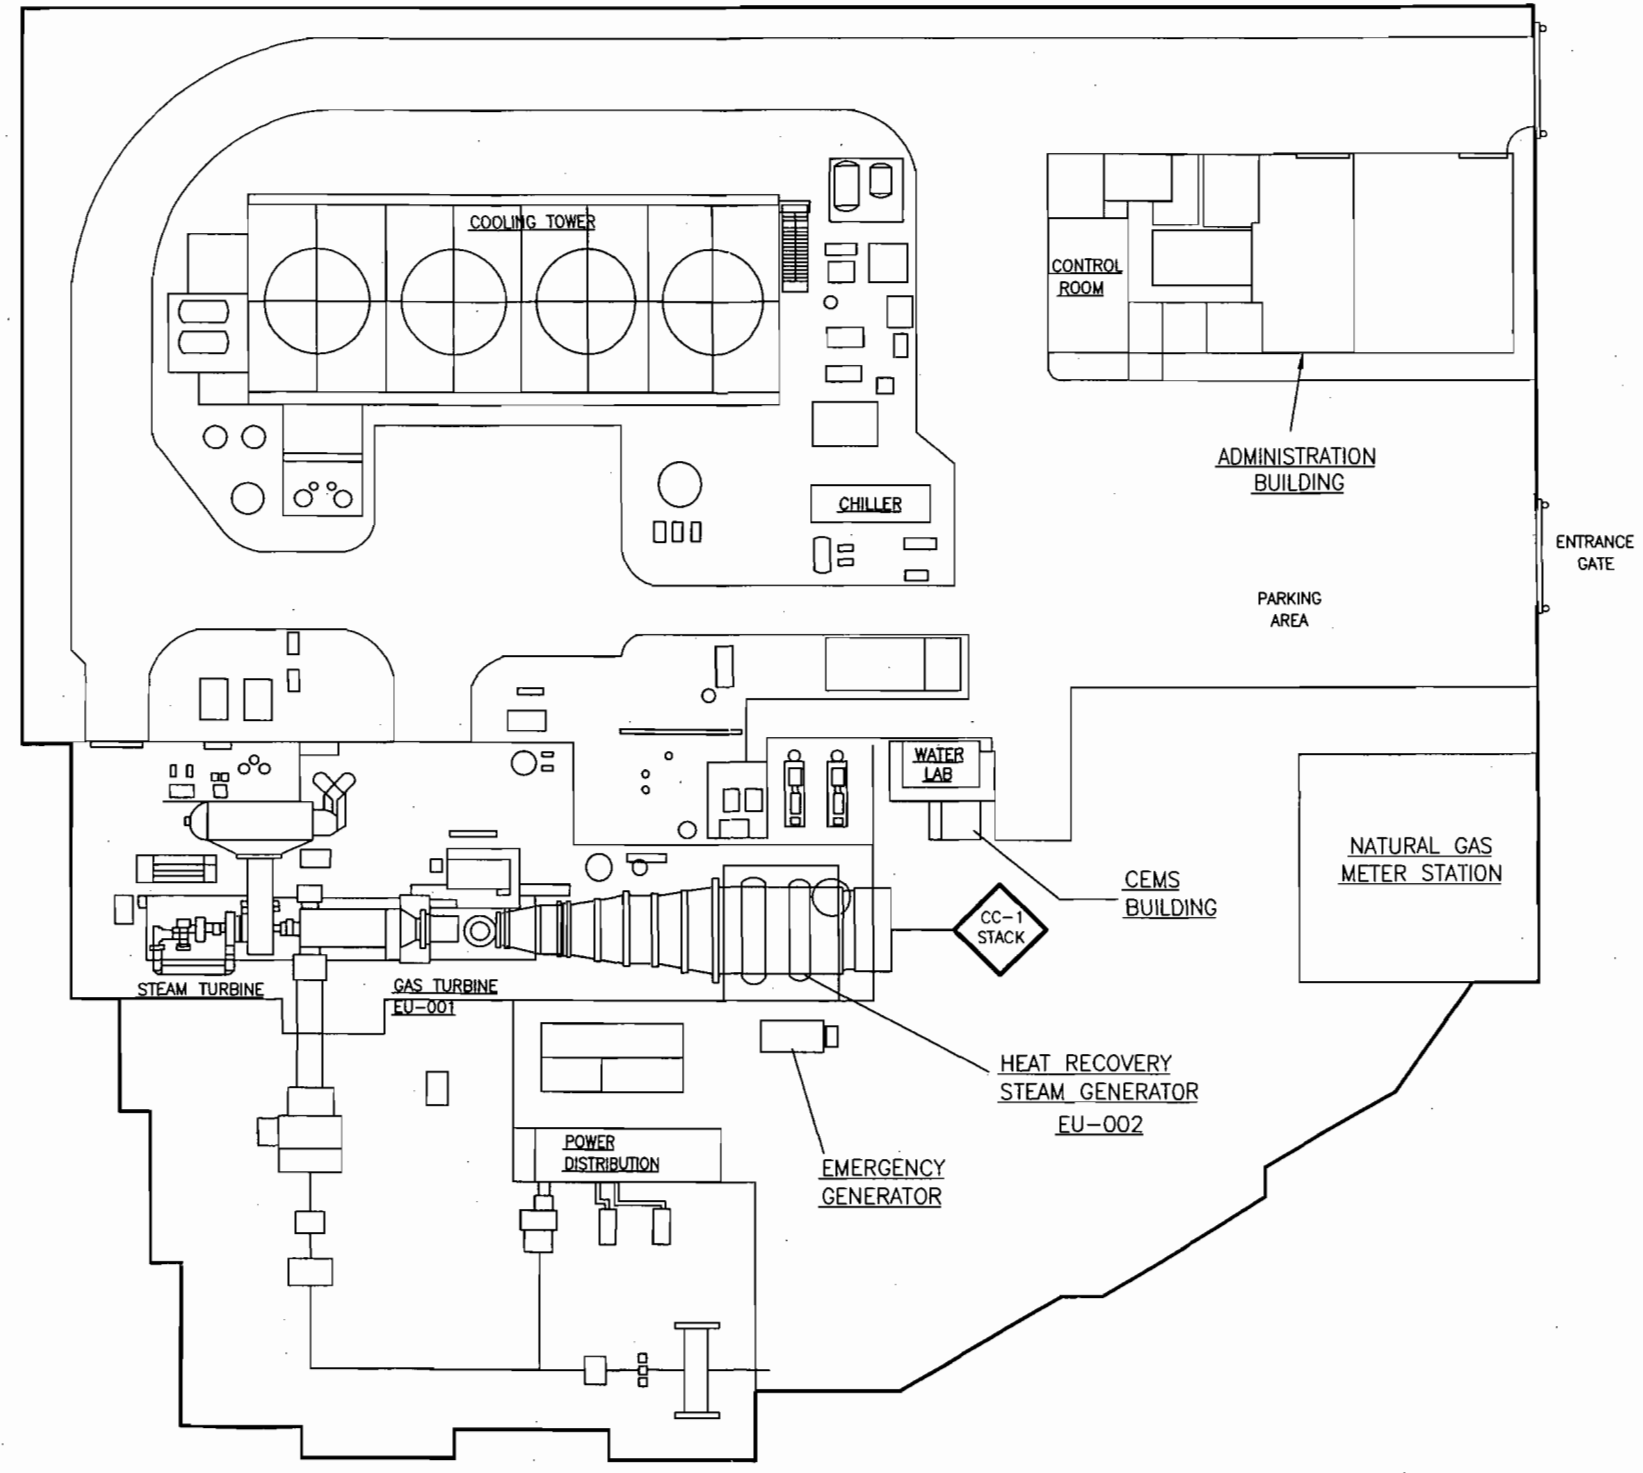 COOLING TOWER
CONTROL
ROOM
ADMINISTRATION
BUILDING
CHILLER
ENTRANCE
GATE
PARKING
AREA
WATER
LAB
NATURAL GAS
METER STATION
CEMS
BUILDING
CC-1
STACK
STEAM TURBINE
GAS TURBINE
EU-001
HEAT RECOVERY
STEAM GENERATOR
EU-002
POWER
DISTRIBUTION
EMERGENCY
GENERATOR